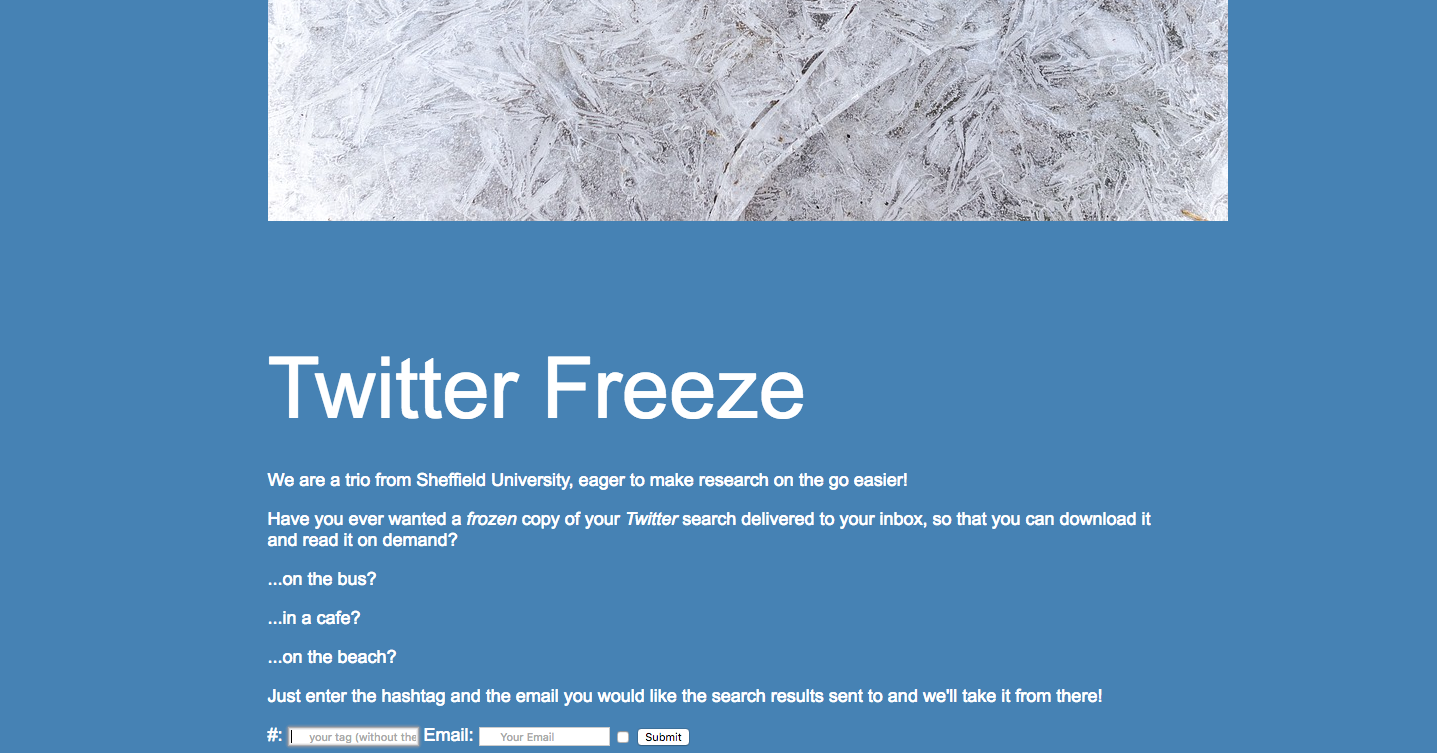 Twitter Freeze
We are a trio from Sheffield University, eager to make research on the go easier!
Have you ever wanted a frozen copy of your Twitter search delivered to your inbox, so that you can download it
and read it on demand?
...on the bus?
...in a cafe?
...on the beach?
Just enter the hashtag and the email you would like the search results sent to and we'll take it from there!
#: your tag (without the Email: Your Email Submit